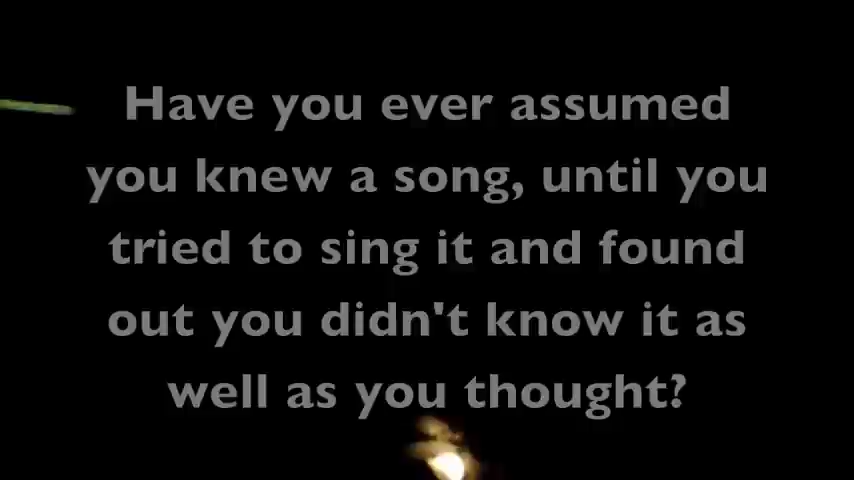 Have you ever assumed
you knew a song, until you
tried to sing it and found
out you didn't know it as
well as you thought?